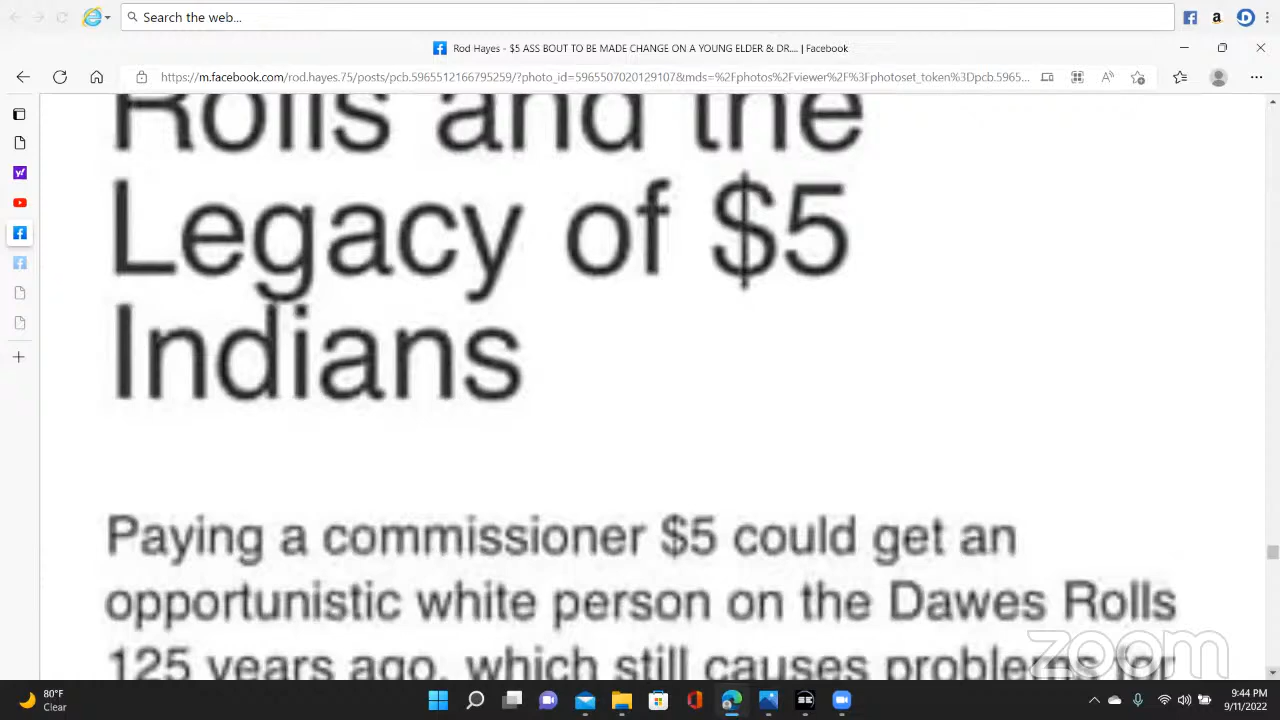 Search the web...
Rod Hayes - $5 ASS BOUT TO BE MADE CHANGE ON A YOUNG ELDER & DR.... | Facebook
https://m.facebook.com/rod.hayes.75/posts/pcb.5965512166795259/?photo_id=5965507020129107&mds=%2Fphotos%2Fviewer%2F%3Fphotoset_token%3Dpcb.5965...
Rolls and the
Legacy of $5
Indians
Paying a commissioner $5 could get an
opportunistic white person on the Dawes Rolls
125 years ago, which still causes problems for
zoom
80°F
Clear
9:44 PM
9/11/2022